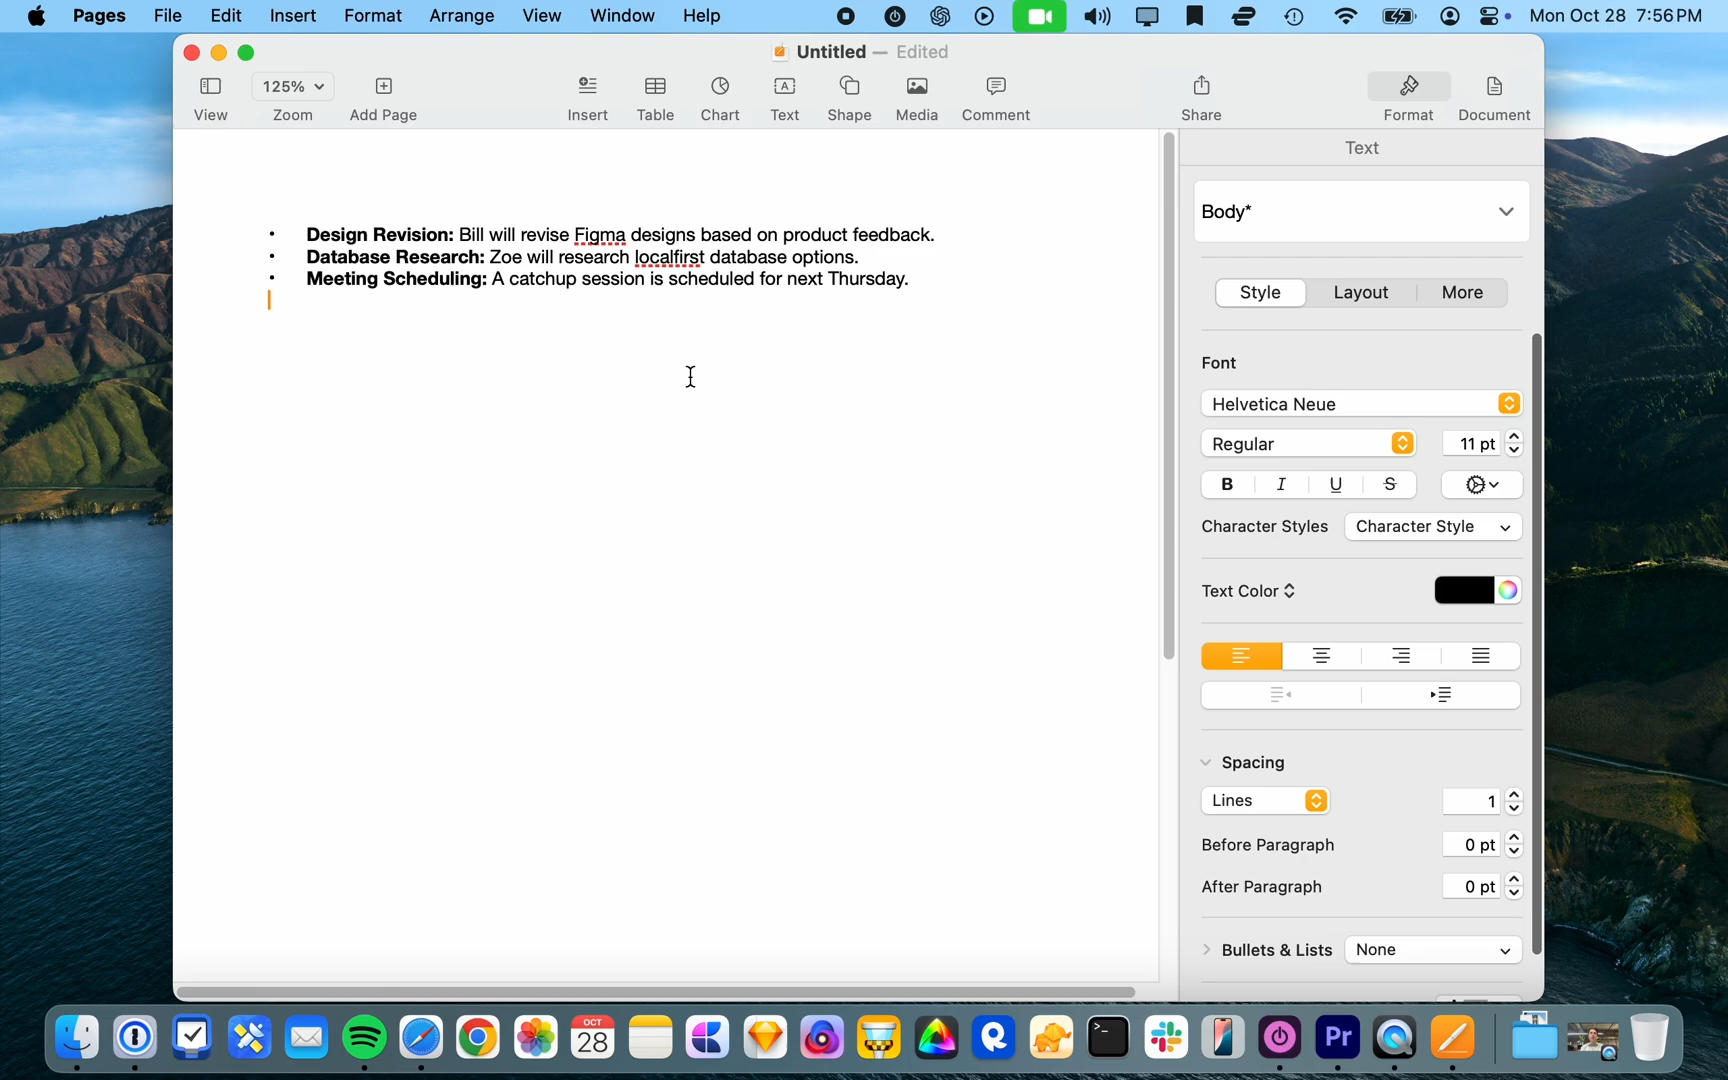 Pages File Edit Insert Format Arrange View Window Help Mon Oct 28 7:56 PM
Untitled — Edited
125%
View Zoom Add Page Insert Table Chart Text Shape Media Comment Share Format Document
Text
Body*
Style Layout More
• Design Revision: Bill will revise Figma designs based on product feedback.
• Database Research: Zoe will research localfirst database options.
• Meeting Scheduling: A catchup session is scheduled for next Thursday.
Font
Helvetica Neue
Regular 11 pt
B I U S
Character Styles Character Style
Text Color
Spacing
Lines 1
Before Paragraph 0 pt
After Paragraph 0 pt
Bullets & Lists None
OCT
28
Pr